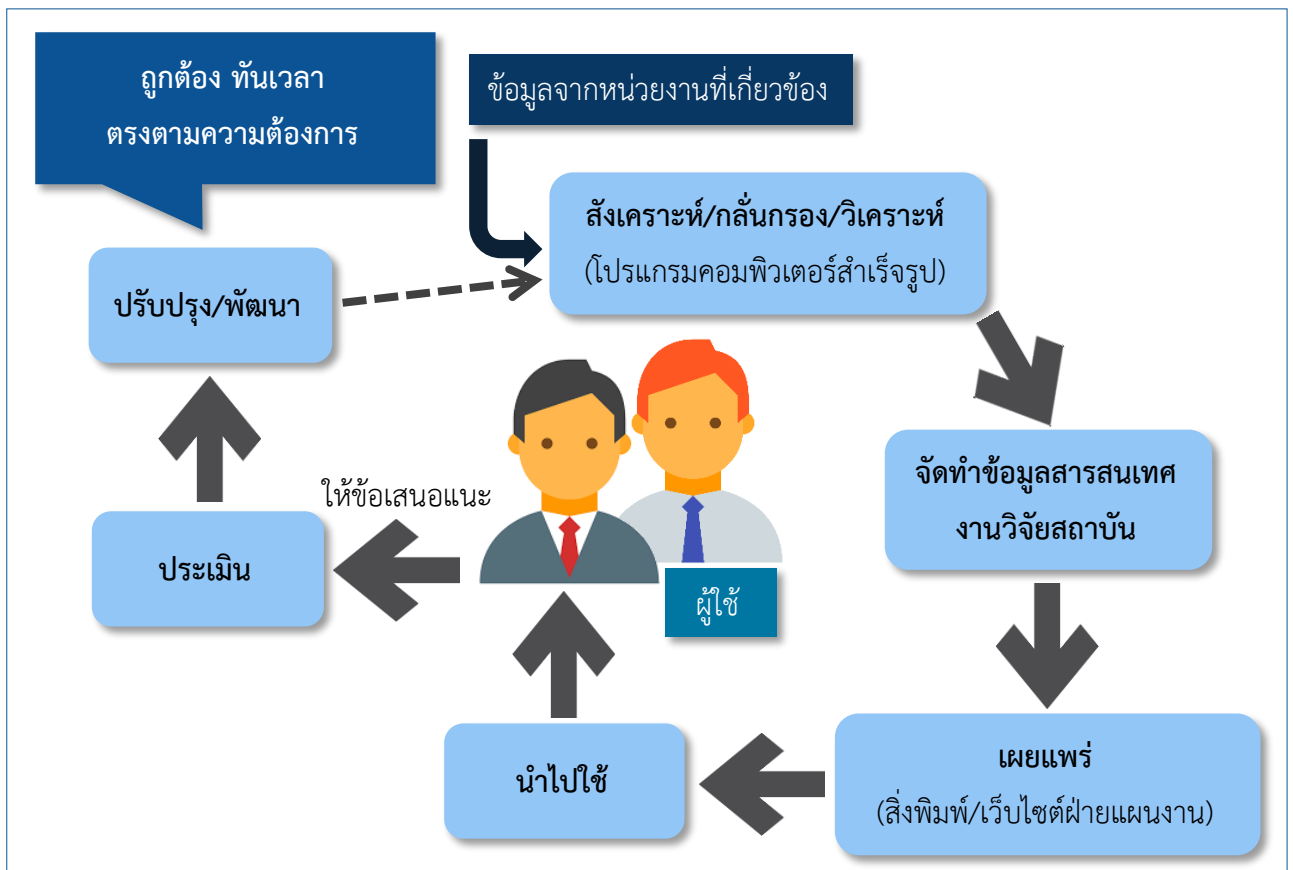 ถูกต้อง ทันเวลา
ตรงตามความต้องการ
ข้อมูลจากหน่วยงานที่เกี่ยวข้อง
สังเคราะห์/กลั่นกรอง/วิเคราะห์
(โปรแกรมคอมพิวเตอร์สำเร็จรูป)
ปรับปรุง/พัฒนา
จัดทำข้อมูลสารสนเทศ
งานวิจัยสถาบัน
ให้ข้อเสนอแนะ
ประเมิน
ผู้ใช้
เผยแพร่
(สิ่งพิมพ์/เว็บไซต์ฝ่ายแผนงาน)
นำไปใช้